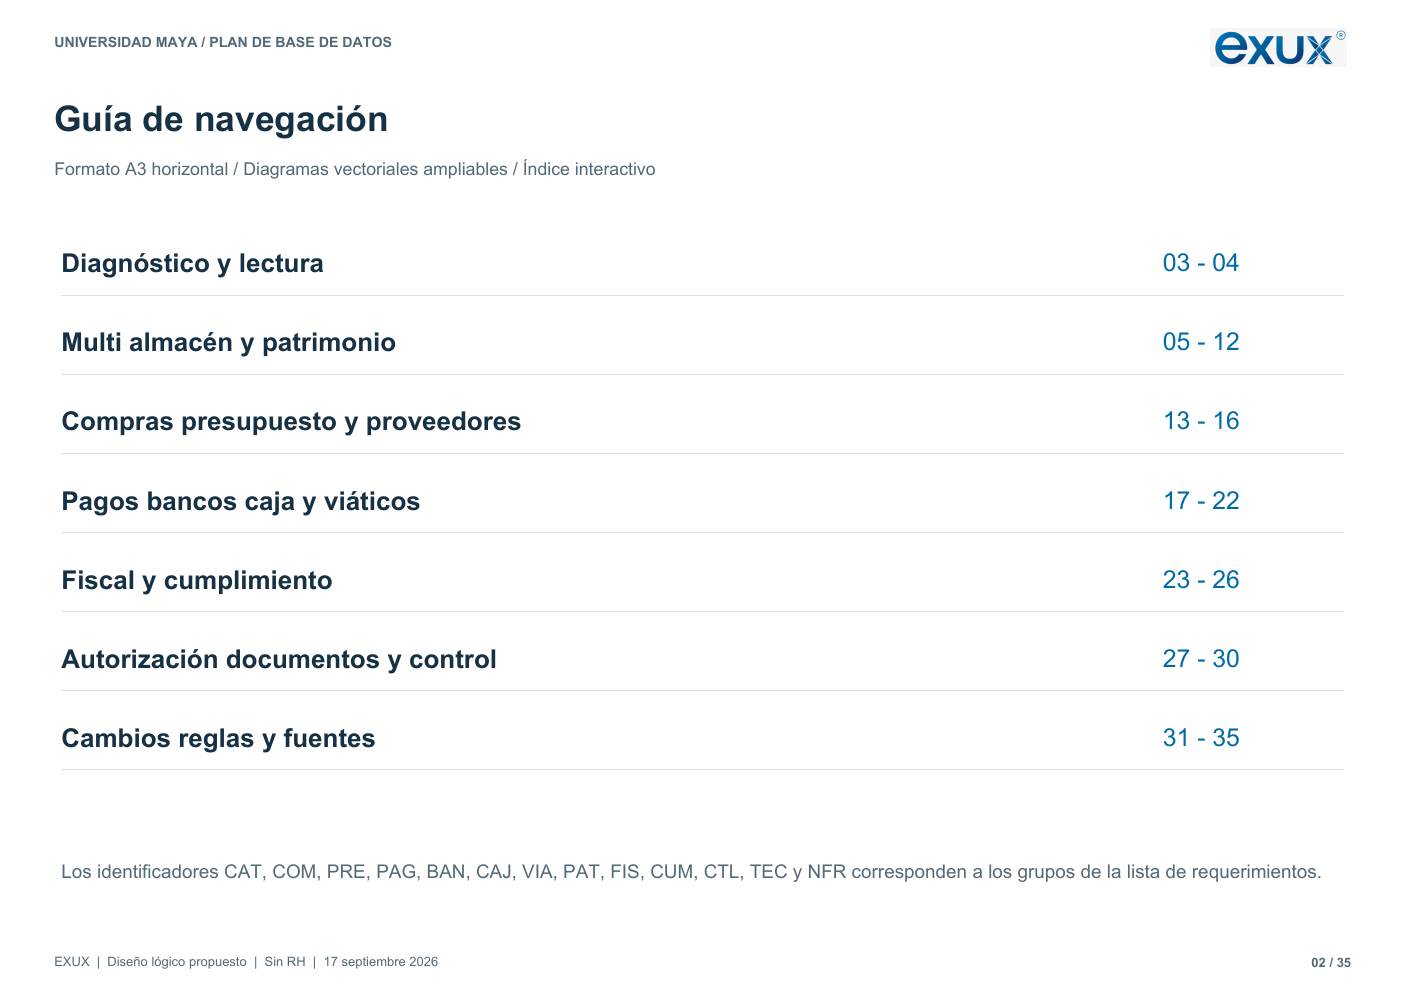 UNIVERSIDAD MAYA / PLAN DE BASE DE DATOS
exux®
Guía de navegación
Formato A3 horizontal / Diagramas vectoriales ampliables / Índice interactivo
Diagnóstico y lectura 03 - 04
Multi almacén y patrimonio 05 - 12
Compras presupuesto y proveedores 13 - 16
Pagos bancos caja y viáticos 17 - 22
Fiscal y cumplimiento 23 - 26
Autorización documentos y control 27 - 30
Cambios reglas y fuentes 31 - 35
Los identificadores CAT, COM, PRE, PAG, BAN, CAJ, VIA, PAT, FIS, CUM, CTL, TEC y NFR corresponden a los grupos de la lista de requerimientos.
EXUX | Diseño lógico propuesto | Sin RH | 17 septiembre 2026 02 / 35